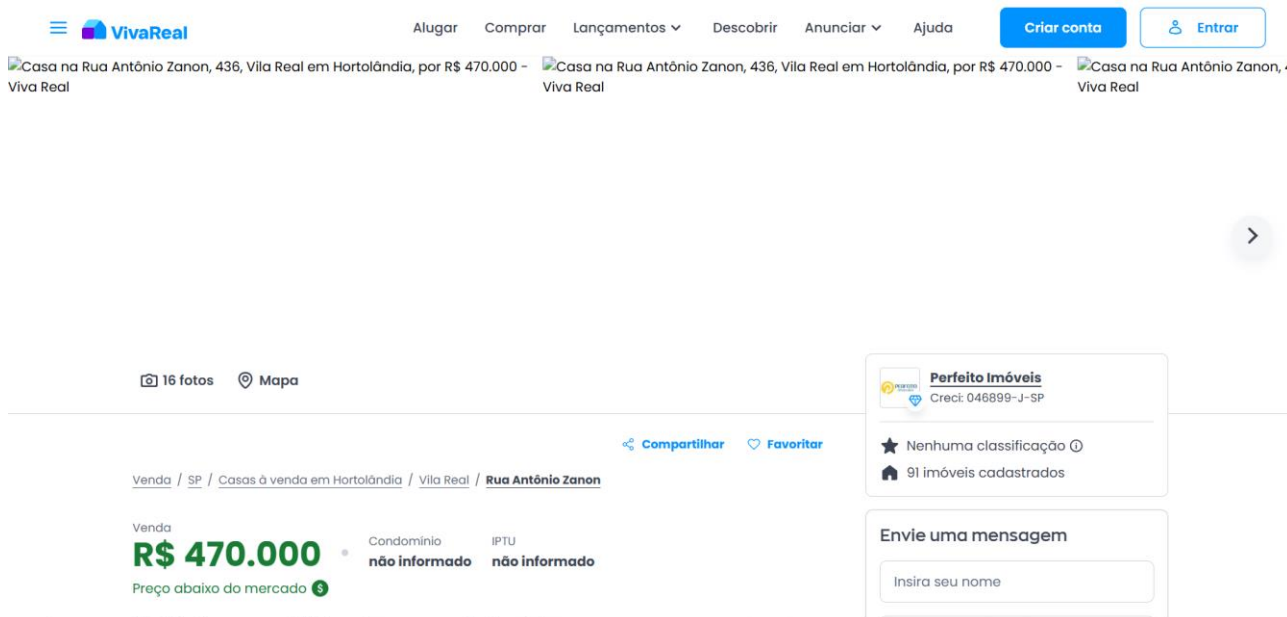 VivaReal
Alugar Comprar Lançamentos Descobrir Anunciar Ajuda Criar conta Entrar
Casa na Rua Antônio Zanon, 436, Vila Real em Hortolândia, por R$ 470.000 -
Viva Real
Casa na Rua Antônio Zanon, 436, Vila Real em Hortolândia, por R$ 470.000 -
Viva Real
Casa na Rua Antônio Zanon,
Viva Real
16 fotos Mapa
Perfeito Imóveis
Creci: 046899-J-SP
Compartilhar Favoritar
Nenhuma classificação
91 imóveis cadastrados
Venda / SP / Casas à venda em Hortolândia / Vila Real / Rua Antônio Zanon
Venda
R$ 470.000
Condomínio
não informado
IPTU
não informado
Preço abaixo do mercado $
Envie uma mensagem
Insira seu nome